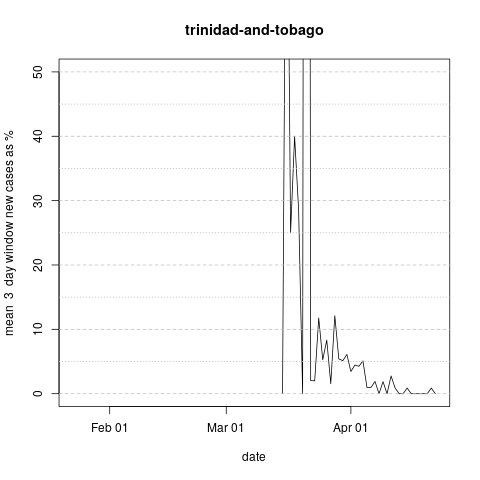 trinidad-and-tobago
mean  3  day window new cases as %
50
40
30
20
10
0
Feb 01
Mar 01
Apr 01
date